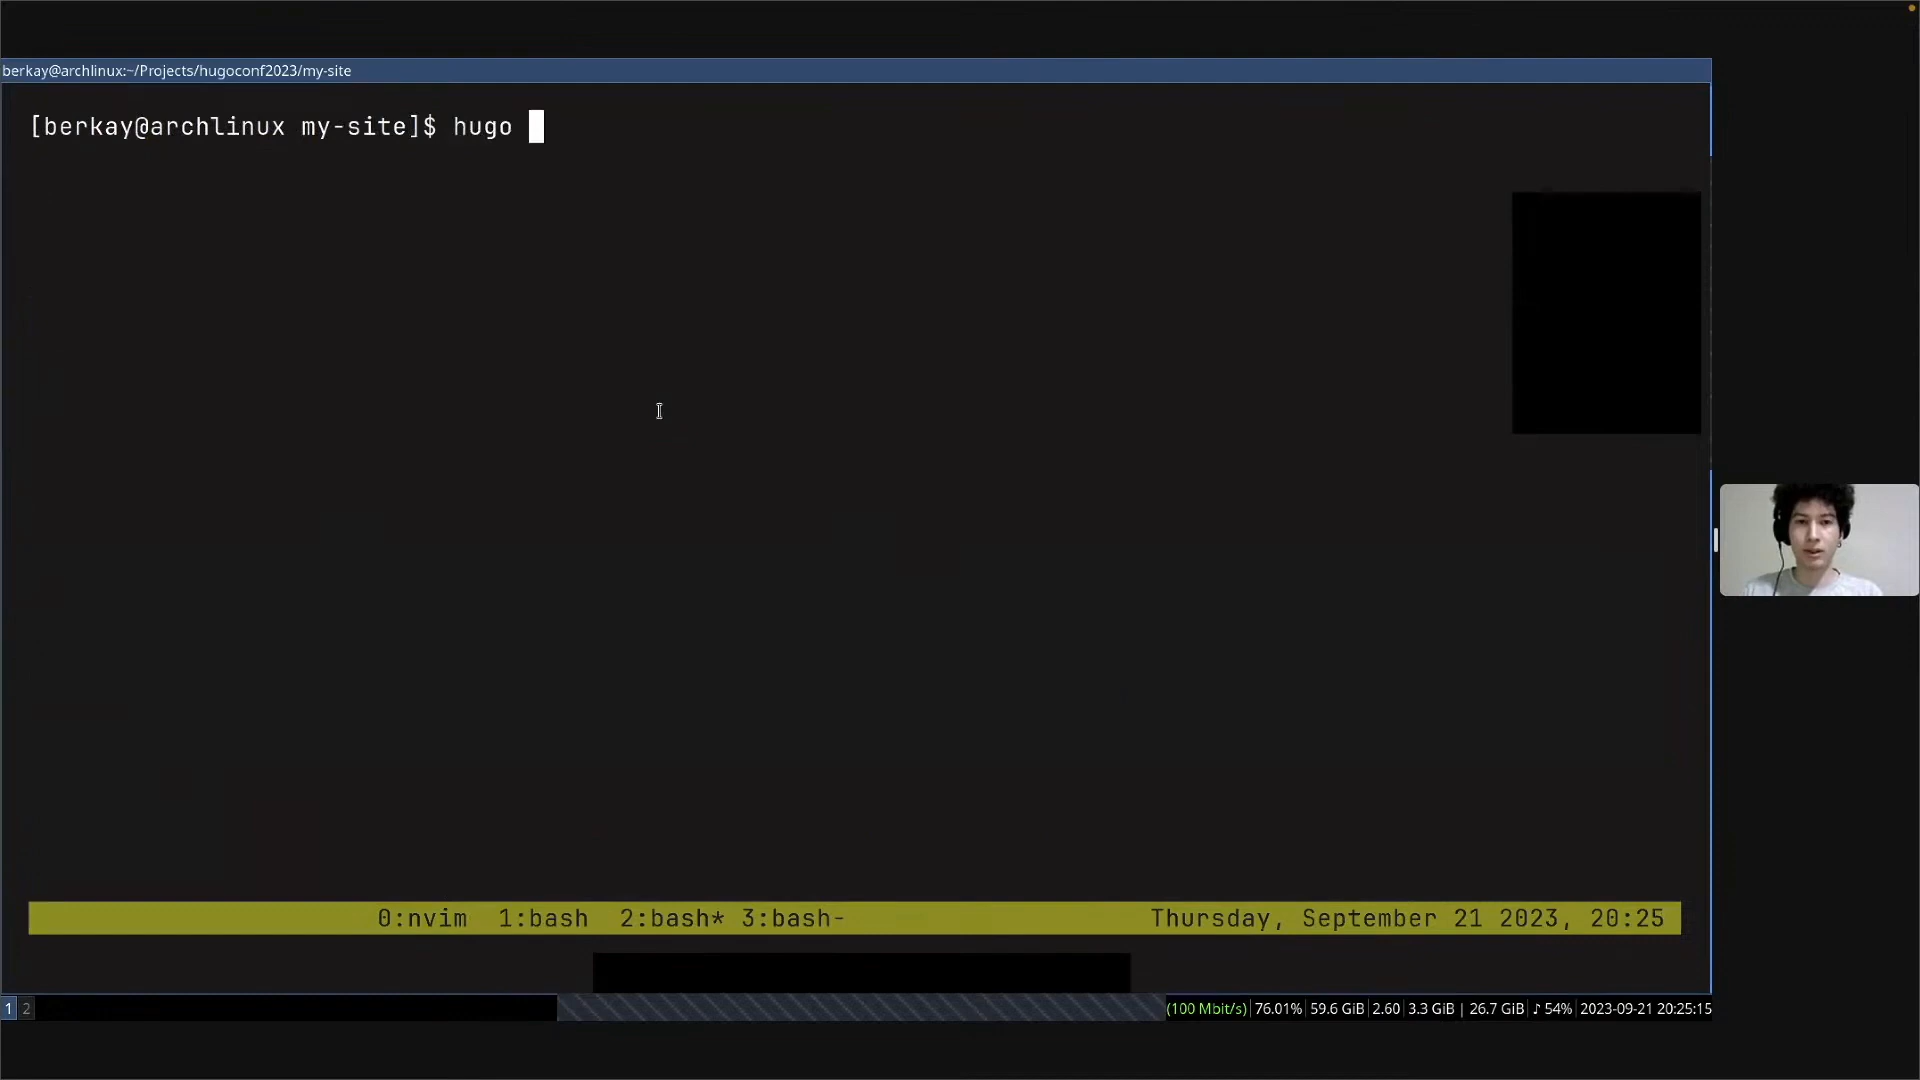 berkay@archlinux:~/Projects/hugoconf2023/my-site
[berkay@archlinux my-site]$ hugo
0:nvim 1:bash 2:bash* 3:bash- Thursday, September 21 2023, 20:25
1 2 (100 Mbit/s) 76.01% 59.6 GiB 2.60 3.3 GiB | 26.7 GiB ♪ 54% 2023-09-21 20:25:15